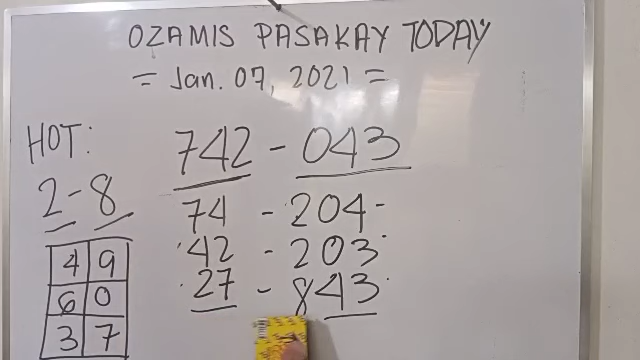 OZAMIS PASAKAY TODAY
= Jan. 07, 2021 =
HOT:
2-8
4 9
6 0
3 7
742 - 043
74 - 204-
42 - 203
27 - 843